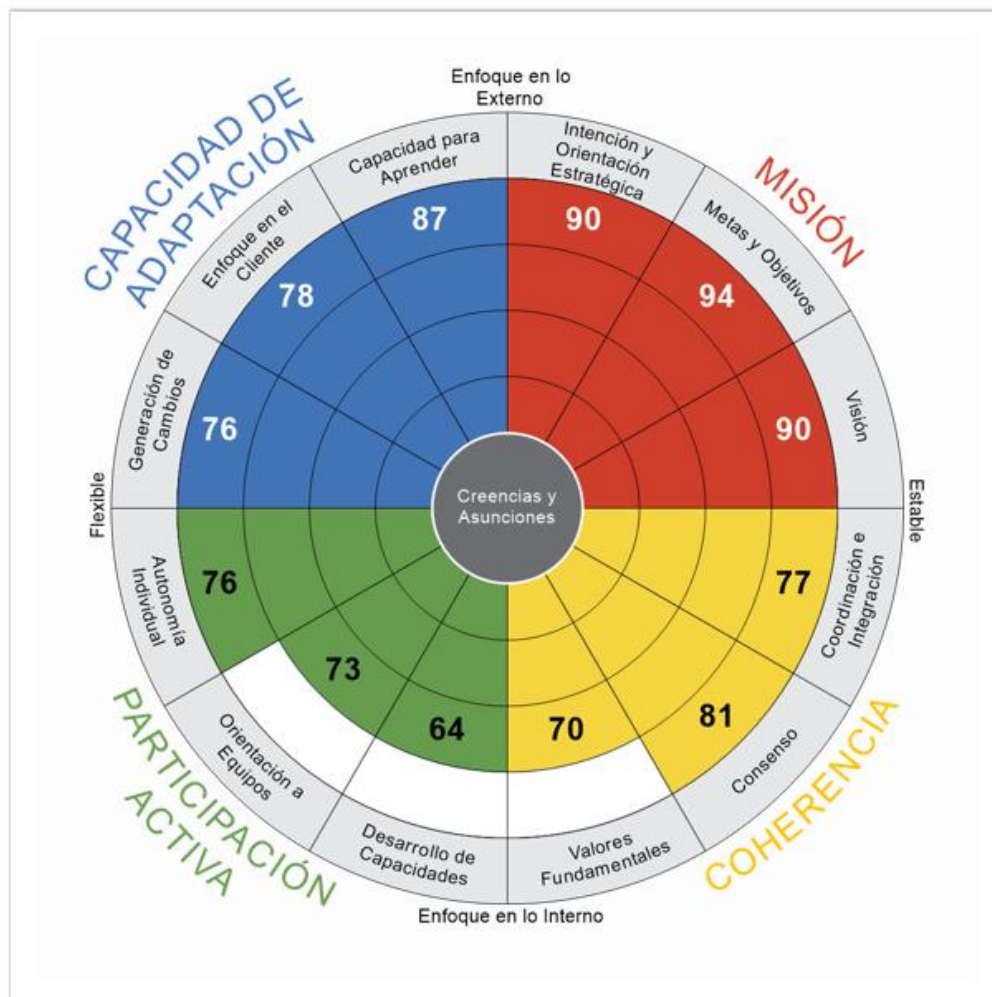 Enfoque en lo
Externo
CAPACIDAD DE
ADAPTACIÓN
Capacidad para
Aprender
87
Enfoque en el
Cliente
78
Generación de
Cambios
76
MISIÓN
Intención y
Orientación
Estratégica
90
Metas y Objetivos
94
Visión
90
Flexible
Creencias y
Asunciones
Estable
Autonomía
Individual
76
Orientación a
Equipos
73
Desarrollo de
Capacidades
64
PARTICIPACIÓN
ACTIVA
Coordinación e
Integración
77
Consenso
81
Valores
Fundamentales
70
COHERENCIA
Enfoque en lo Interno